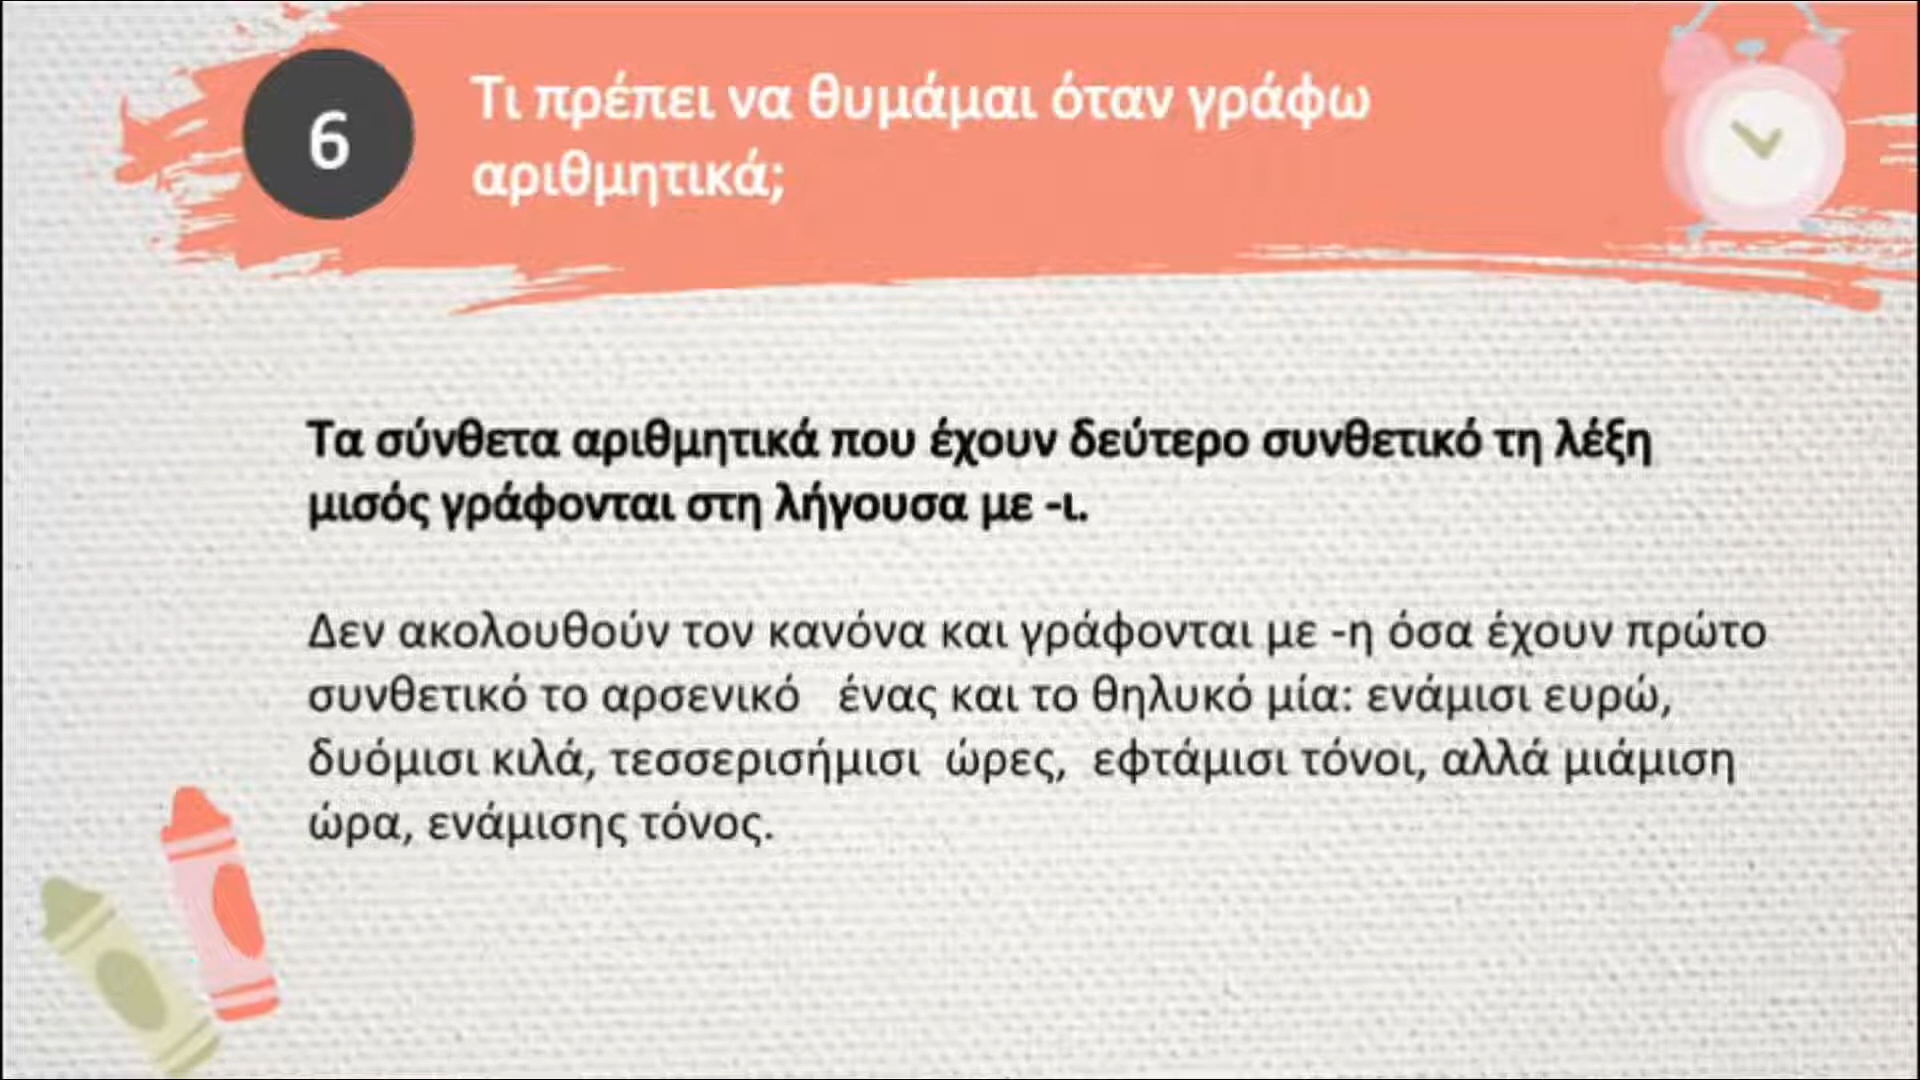 6
Τι πρέπει να θυμάμαι όταν γράφω
αριθμητικά;
Τα σύνθετα αριθμητικά που έχουν δεύτερο συνθετικό τη λέξη
μισός γράφονται στη λήγουσα με -ι.
Δεν ακολουθούν τον κανόνα και γράφονται με -η όσα έχουν πρώτο
συνθετικό το αρσενικό ένας και το θηλυκό μία: ενάμισι ευρώ,
δυόμισι κιλά, τεσσερισήμισι ώρες, εφτάμισι τόνοι, αλλά μιάμιση
ώρα, ενάμισης τόνος.